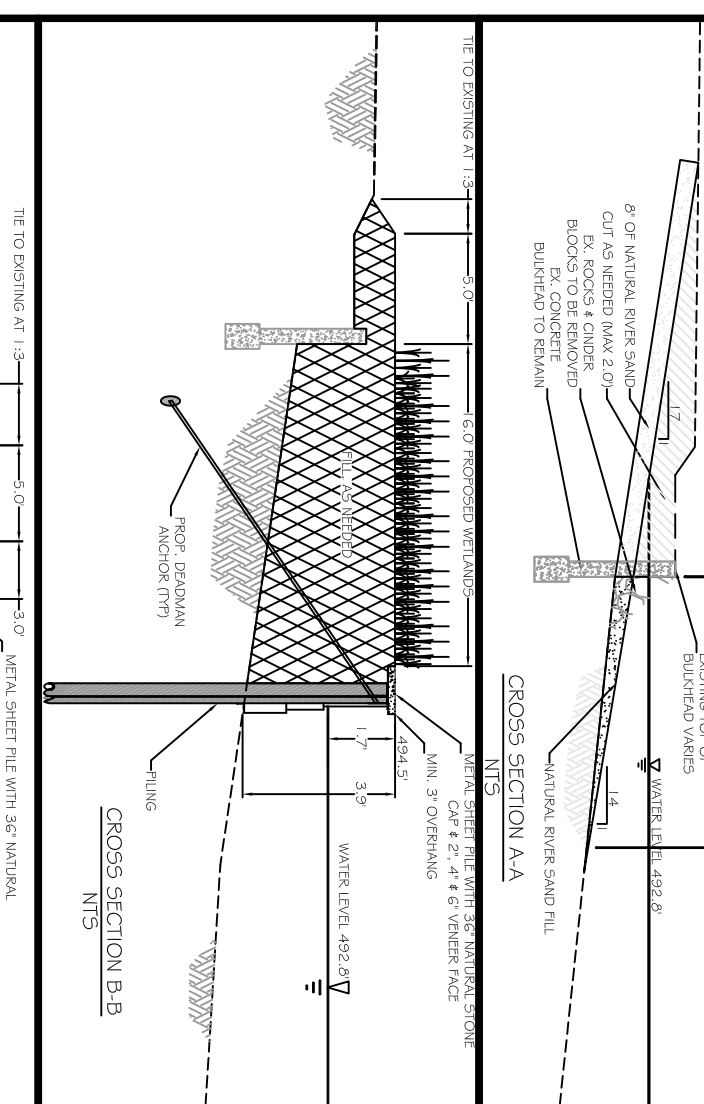 EXISTING TOP OF
BULKHEAD VARIES
WATER LEVEL 492.8'
17
1
14
1
8" OF NATURAL RIVER SAND
CUT AS NEEDED (MAX 2.0')
EX. ROCKS & CINDER
BLOCKS TO BE REMOVED
EX. CONCRETE
BULKHEAD TO REMAIN
NATURAL RIVER SAND FILL
CROSS SECTION A-A
NTS
TIE TO EXISTING AT 1:3
5.0'
16.0' PROPOSED WETLANDS
METAL SHEET PILE WITH 36" NATURAL STONE
CAP & 2", 4" & 6" VENEER FACE
MIN. 3" OVERHANG
494.5'
1.7'
3.9'
FILL, AS NEEDED
WATER LEVEL 492.8'
PROP. DEADMAN
ANCHOR (TYP)
PILING
CROSS SECTION B-B
NTS
TIE TO EXISTING AT 1:3
5.0'
3.0'
METAL SHEET PILE WITH 36" NATURAL